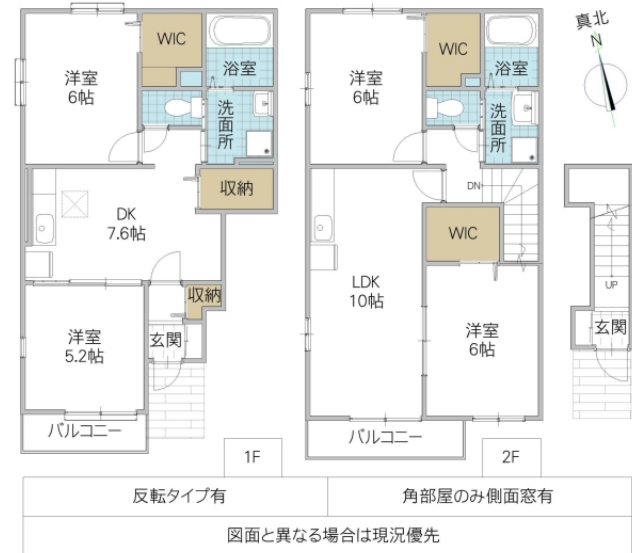 WIC
浴室
洋室
6帖
洗面所
DK
7.6帖
収納
収納
洋室
5.2帖
玄関
バルコニー
1F
WIC
浴室
洋室
6帖
洗面所
DN
WIC
LDK
10帖
洋室
6帖
バルコニー
2F
真北
N
UP
玄関
反転タイプ有
角部屋のみ側面窓有
図面と異なる場合は現況優先